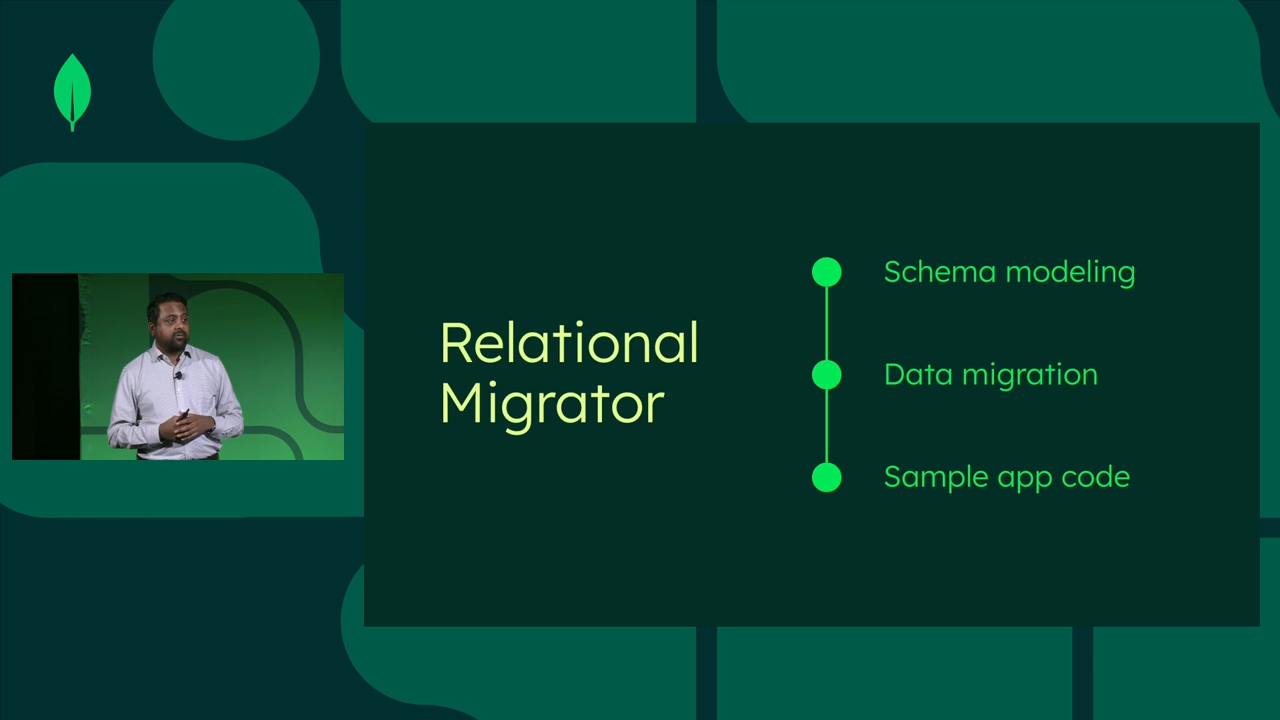 Relational
Migrator
Schema modeling
Data migration
Sample app code